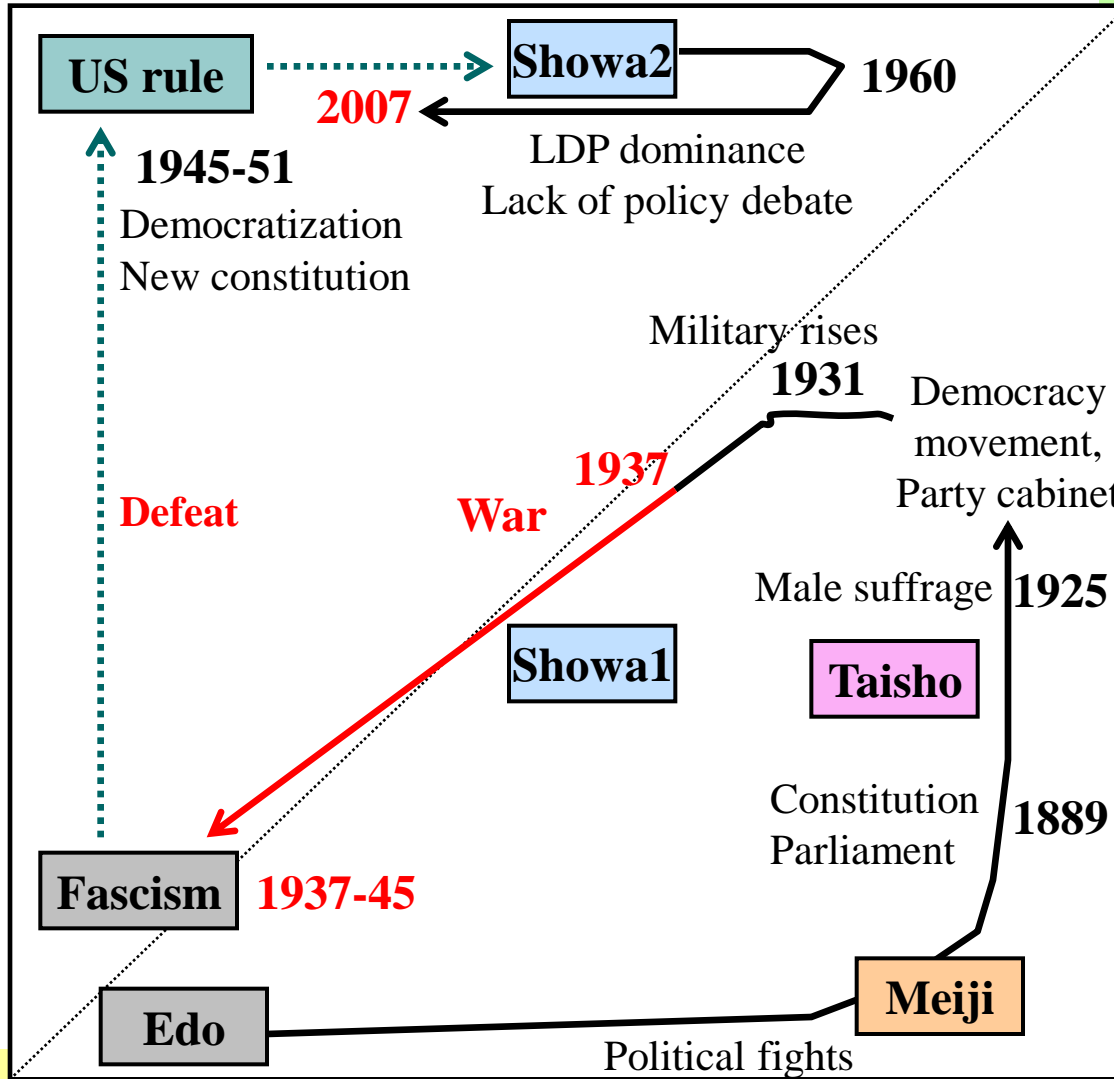 US rule
Showa2
1960
2007
LDP dominance
Lack of policy debate
1945-51
Democratization
New constitution
Military rises
1931
Democracy
movement,
Party cabinet
1937
War
Defeat
Male suffrage
1925
Showa1
Taisho
Constitution
Parliament
1889
Fascism
1937-45
Meiji
Edo
Political fights